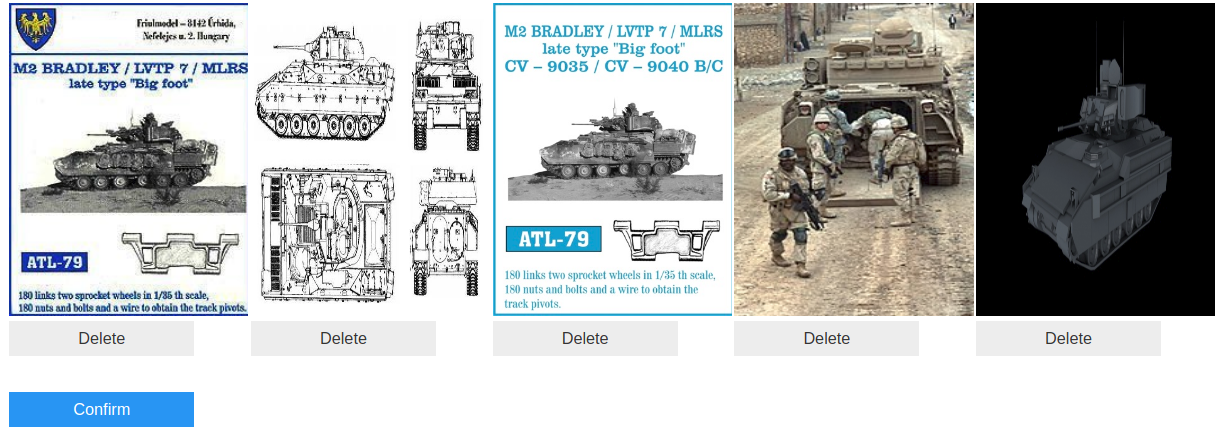 Friulmodel – 8142 Úrhida,
Nefelejcs u. 2. Hungary
M2 BRADLEY / LVTP 7 / MLRS
late type "Big foot"
ATL-79
180 links two sprocket wheels in 1/35 th scale,
180 nuts and bolts and a wire to obtain the track pivots.
M2 BRADLEY / LVTP 7 / MLRS
late type "Big foot"
CV – 9035 / CV – 9040 B/C
ATL-79
180 links two sprocket wheels in 1/35 th scale,
180 nuts and bolts and a wire to obtain the
track pivots.
Delete
Delete
Delete
Delete
Delete
Confirm